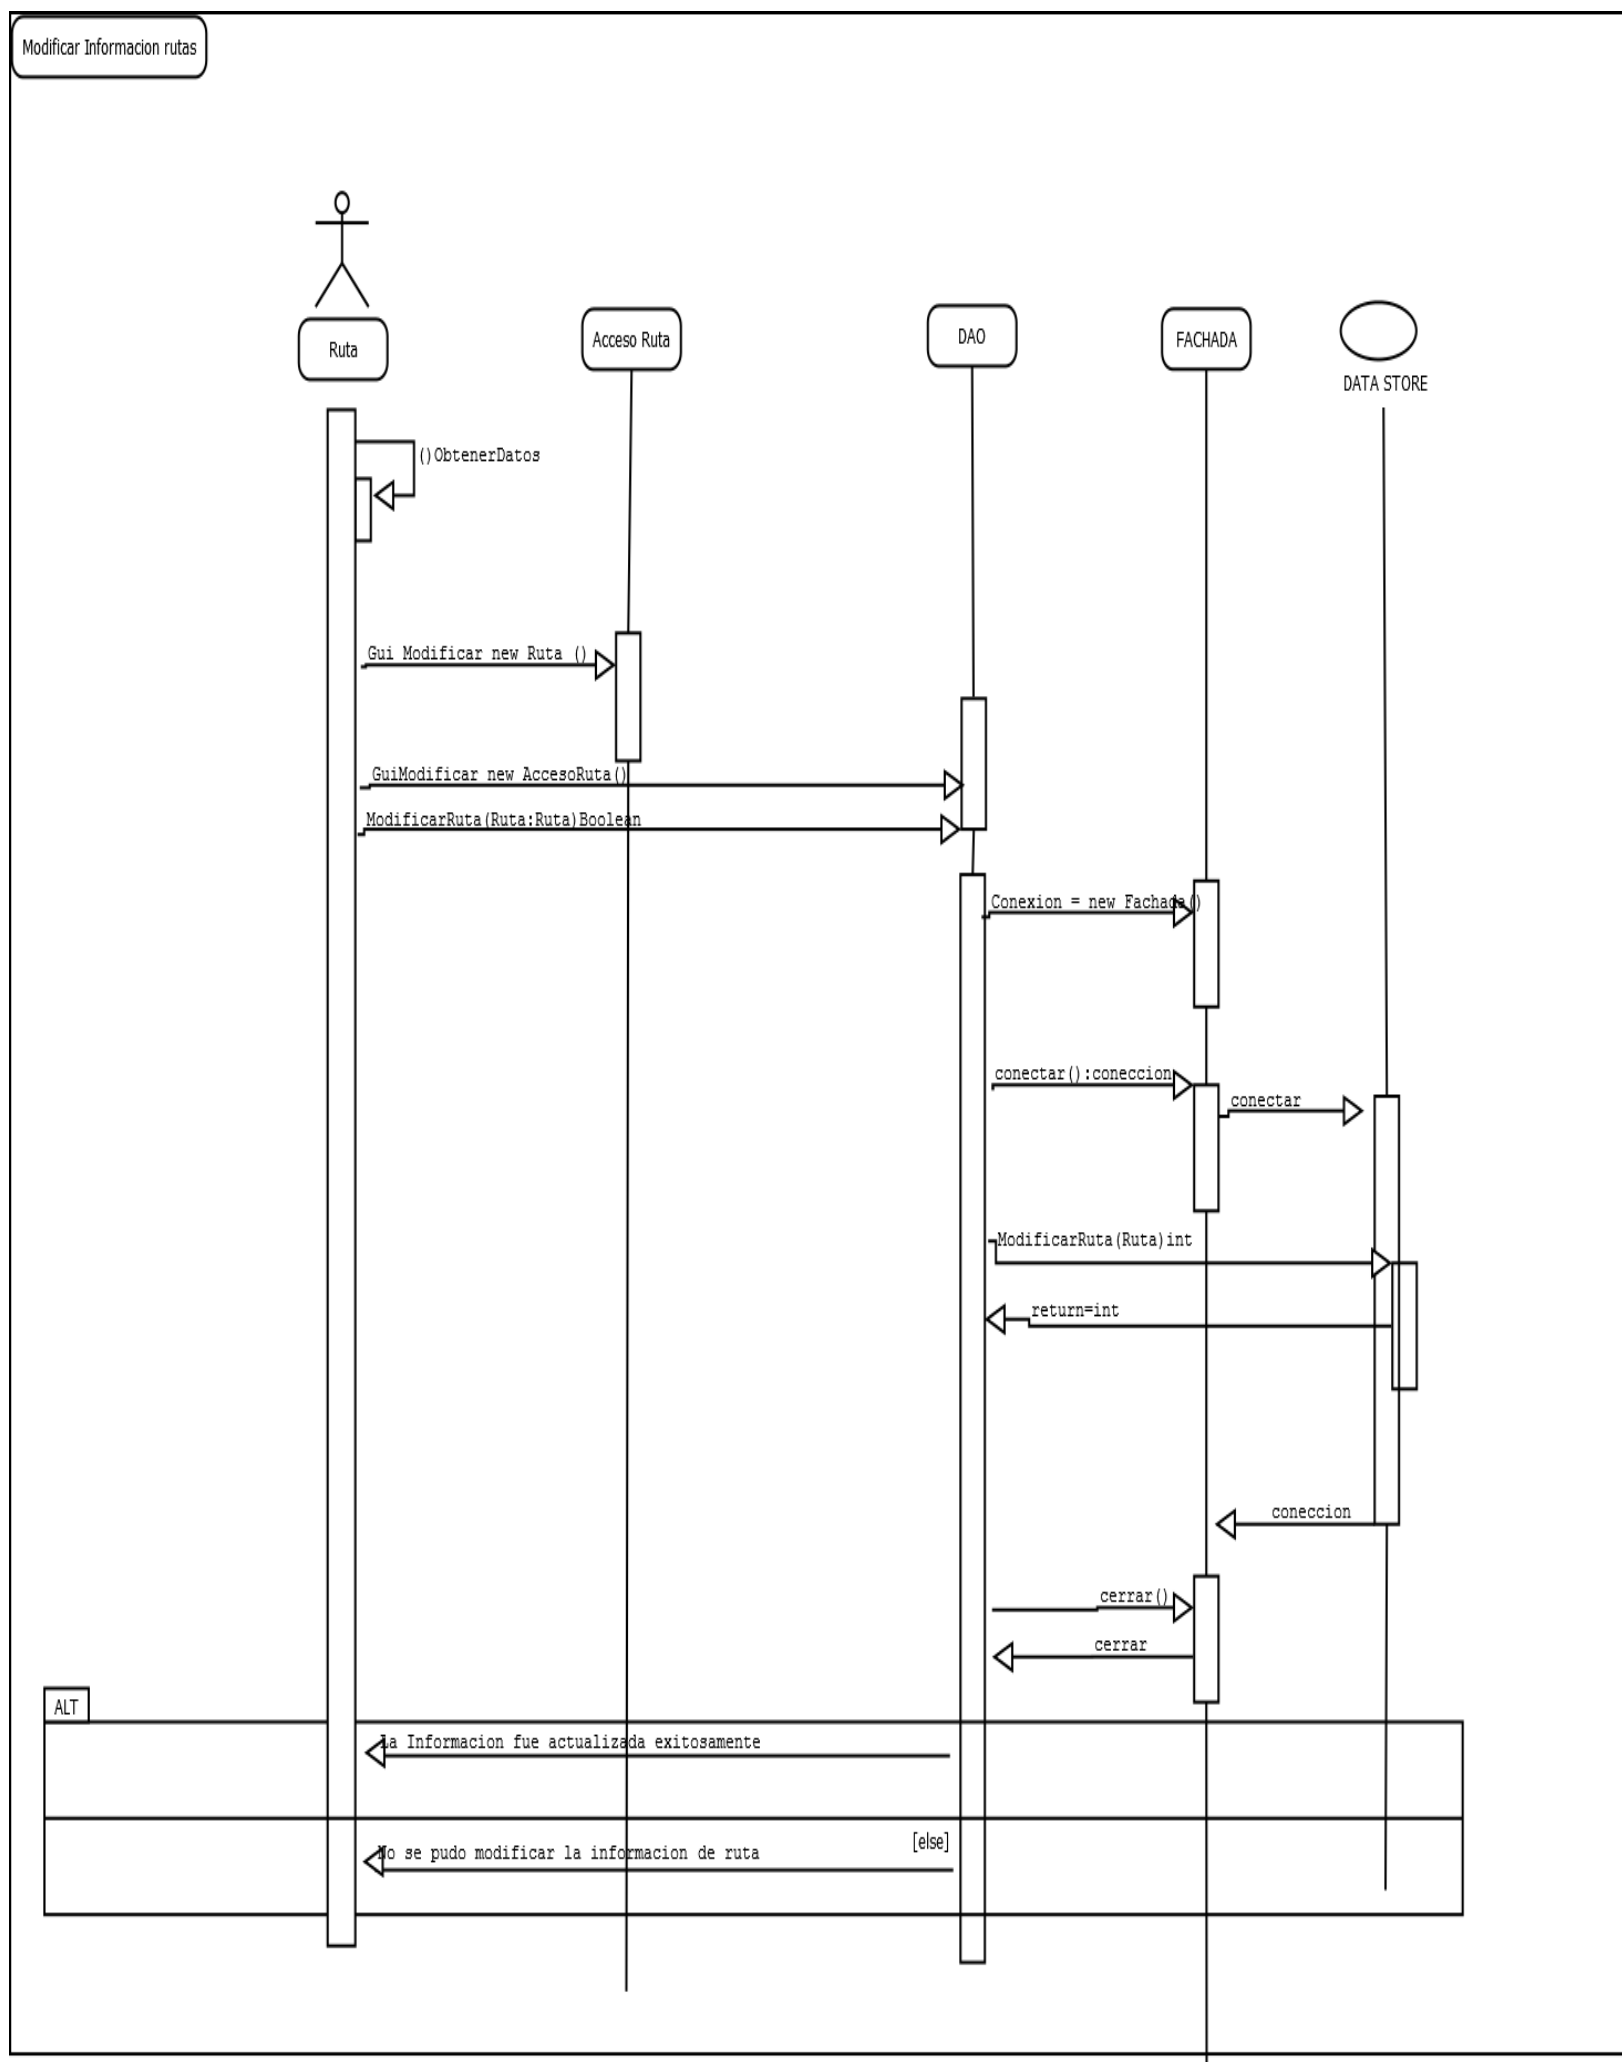 Modificar Informacion rutas
Ruta
Acceso Ruta
DAO
FACHADA
DATA STORE
()ObtenerDatos
Gui Modificar new Ruta ()
GuiModificar new AccesoRuta()
ModificarRuta(Ruta:Ruta)Boolean
Conexion = new Fachada()
conectar():coneccion
conectar
ModificarRuta(Ruta)int
return=int
coneccion
cerrar()
cerrar
ALT
La Informacion fue actualizada exitosamente
[else]
No se pudo modificar la informacion de ruta